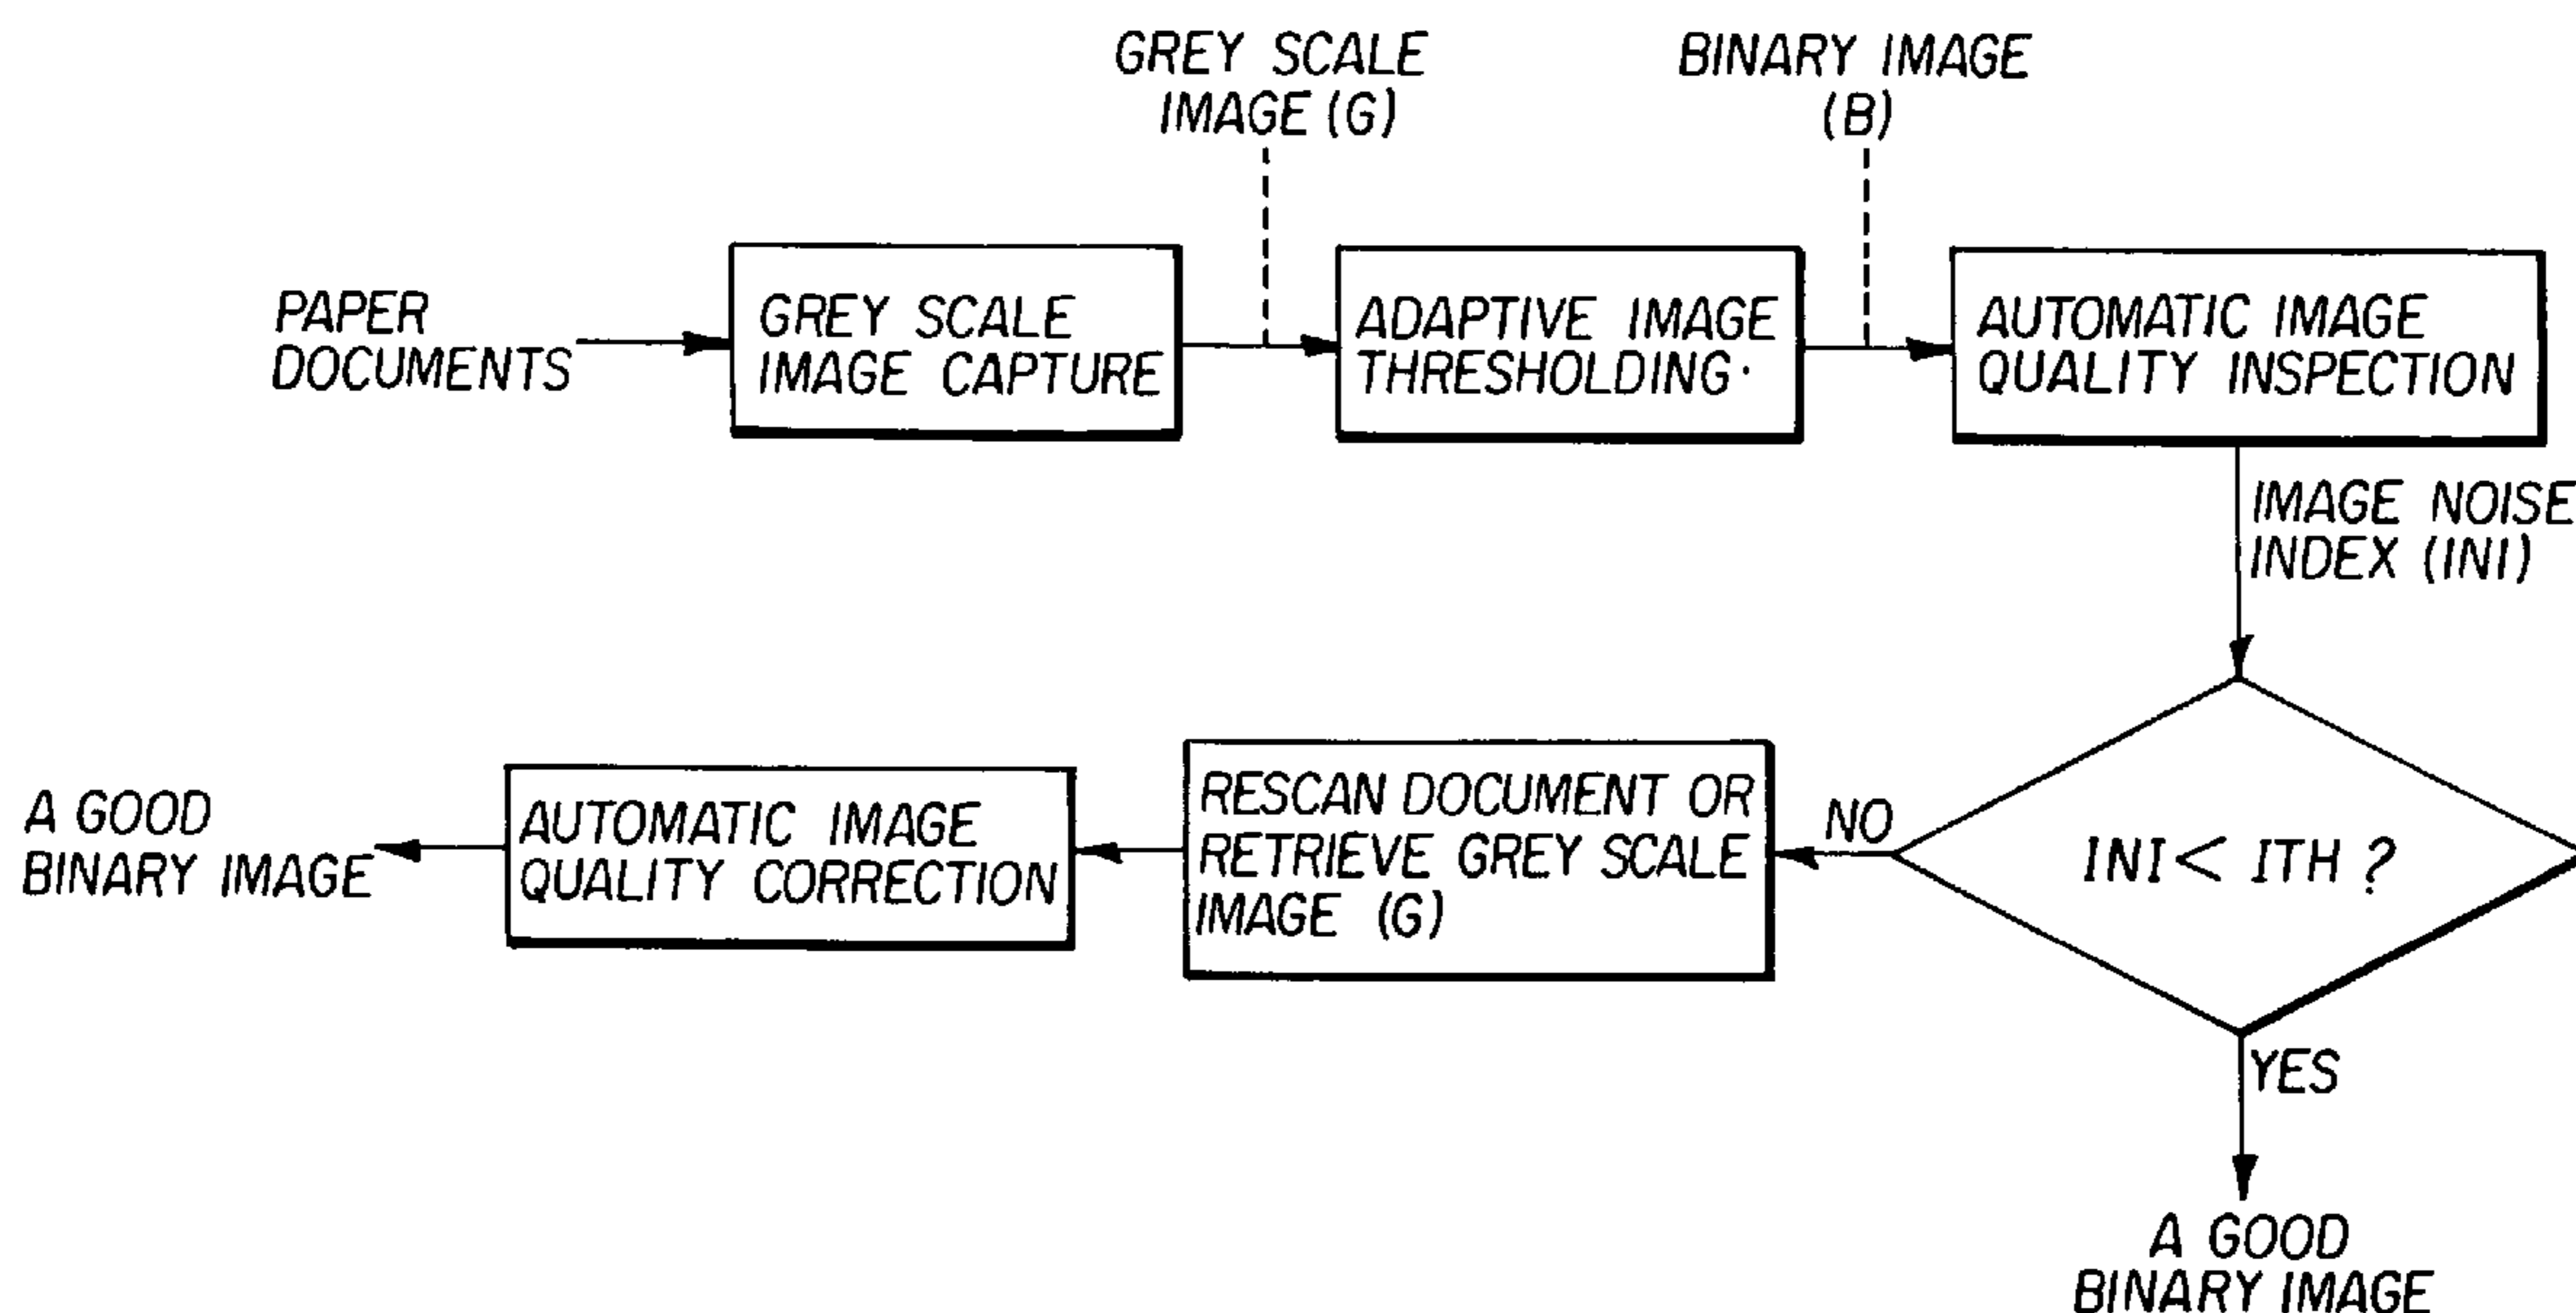 GREY SCALE
IMAGE (G)
BINARY IMAGE
(B)
PAPER
DOCUMENTS
GREY SCALE
IMAGE CAPTURE
ADAPTIVE IMAGE
THRESHOLDING
AUTOMATIC IMAGE
QUALITY INSPECTION
IMAGE NOISE
INDEX (INI)
INI < ITH ?
NO
RESCAN DOCUMENT OR
RETRIEVE GREY SCALE
IMAGE (G)
AUTOMATIC IMAGE
QUALITY CORRECTION
A GOOD
BINARY IMAGE
YES
A GOOD
BINARY IMAGE